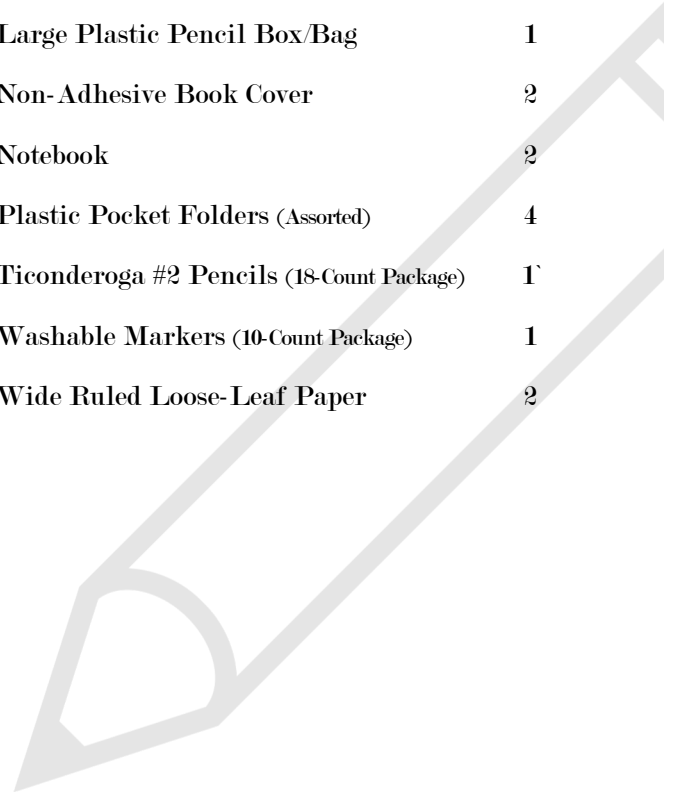 Large Plastic Pencil Box/Bag 1
Non-Adhesive Book Cover 2
Notebook 2
Plastic Pocket Folders (Assorted) 4
Ticonderoga #2 Pencils (18-Count Package) 1`
Washable Markers (10-Count Package) 1
Wide Ruled Loose-Leaf Paper 2